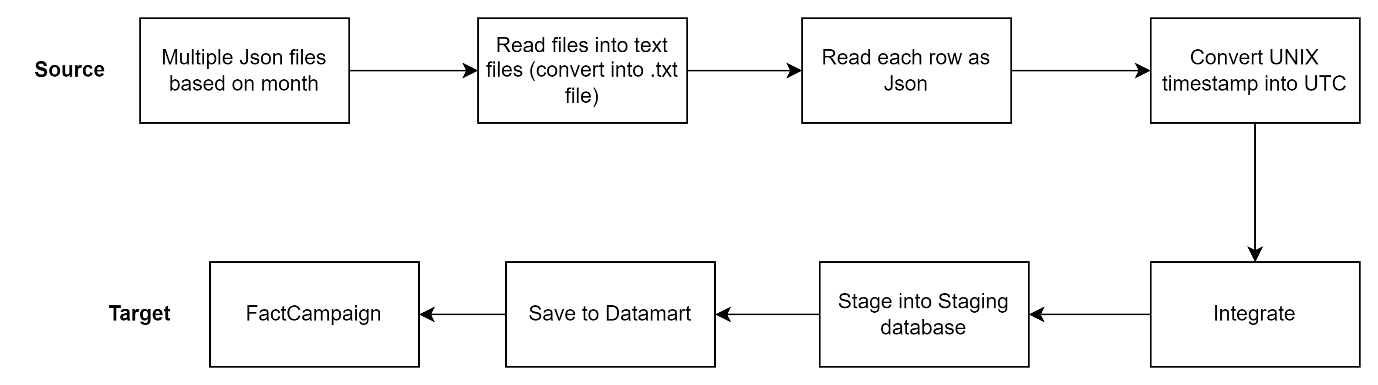 Source
Multiple Json files
based on month
Read files into text
files (convert into .txt
file)
Read each row as
Json
Convert UNIX
timestamp into UTC
Target
FactCampaign
Save to Datamart
Stage into Staging
database
Integrate